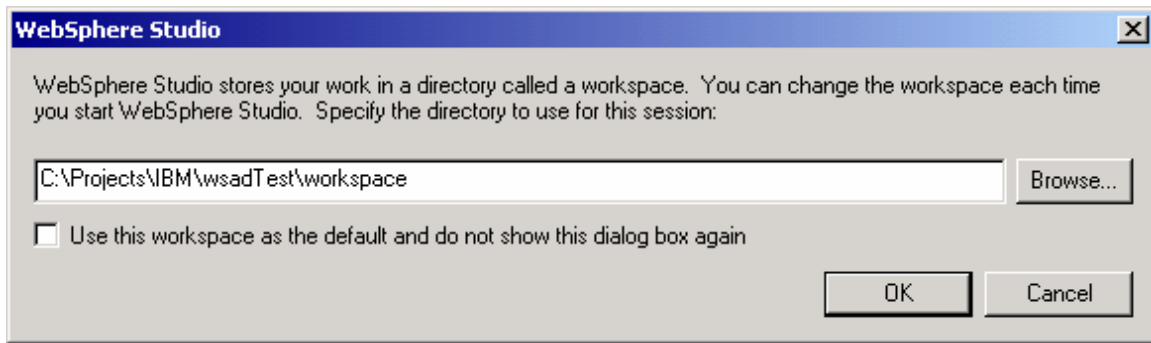 WebSphere Studio
WebSphere Studio stores your work in a directory called a workspace. You can change the workspace each time
you start WebSphere Studio. Specify the directory to use for this session:
C:\Projects\IBM\wsadTest\workspace
Browse...
Use this workspace as the default and do not show this dialog box again
OK
Cancel